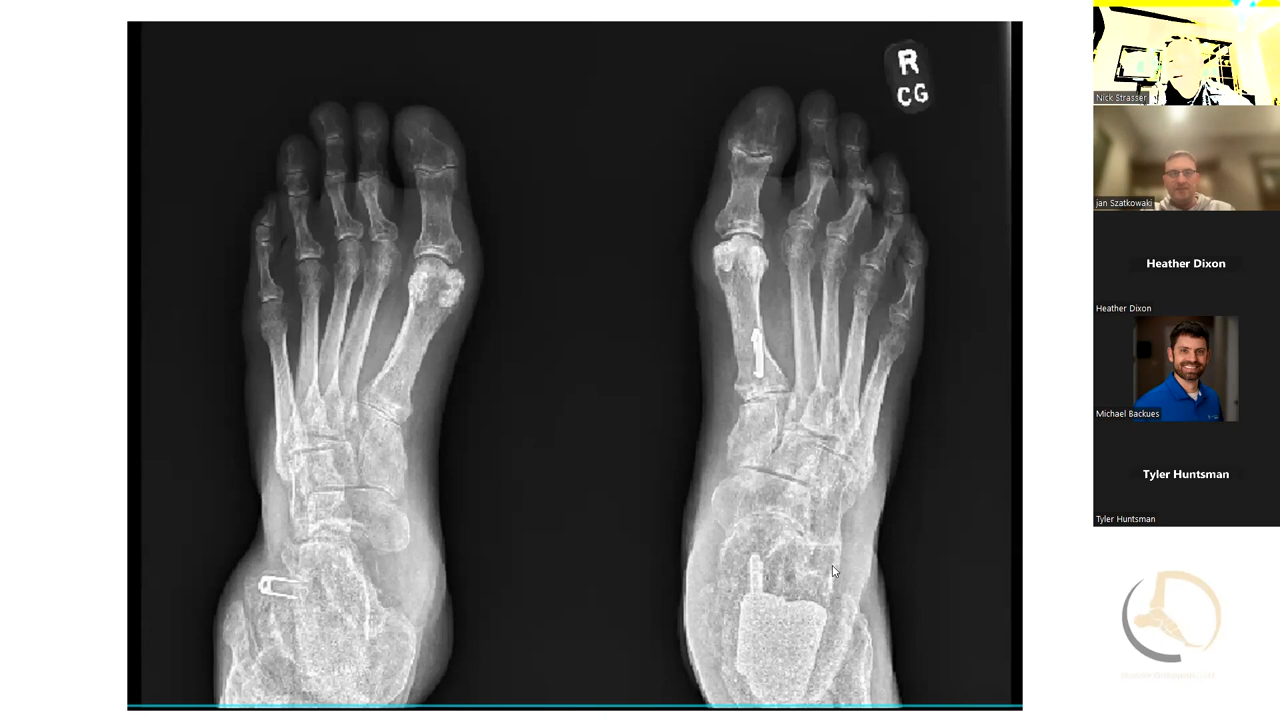 R
CG
Nick Strasser
jan Szatkowaki
Heather Dixon
Heather Dixon
Michael Backues
Tyler Huntsman
Tyler Huntsman